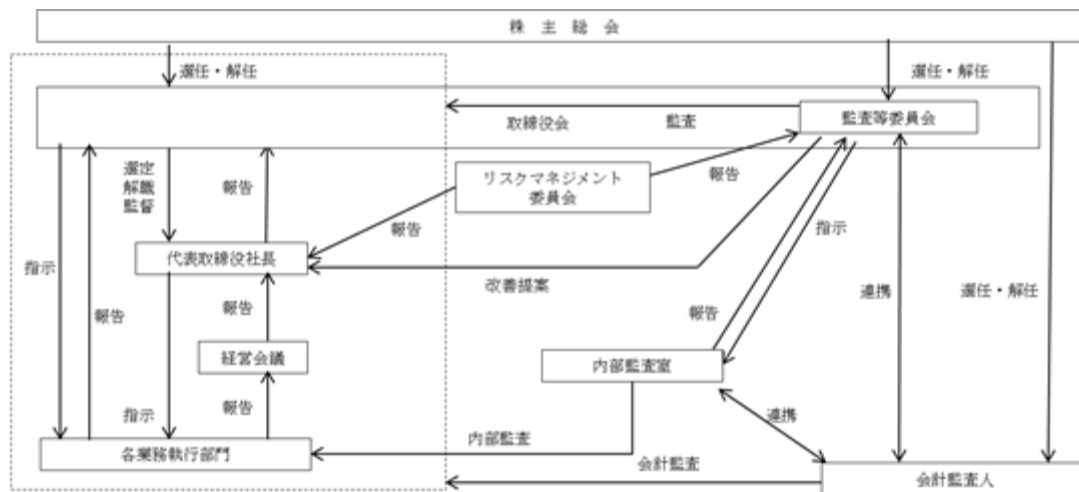 株主総会
選任・解任
選任・解任
取締役会
監査
監査等委員会
選定
解職
監督
報告
リスクマネジメント
委員会
報告
報告
指示
代表取締役社長
指示
改善提案
連携
選任・解任
報告
報告
報告
経営会議
内部監査室
指示
報告
連携
内部監査
各業務執行部門
会計監査
会計監査人